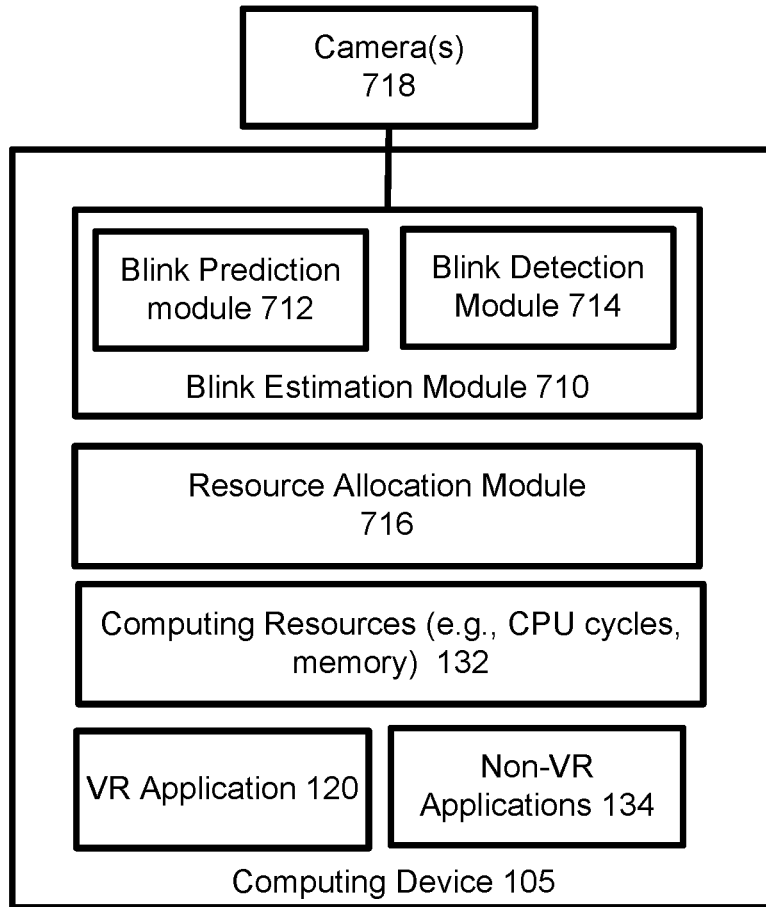 Camera(s)
718
Blink Prediction
module 712
Blink Detection
Module 714
Blink Estimation Module 710
Resource Allocation Module
716
Computing Resources (e.g., CPU cycles,
memory) 132
VR Application 120
Non-VR
Applications 134
Computing Device 105